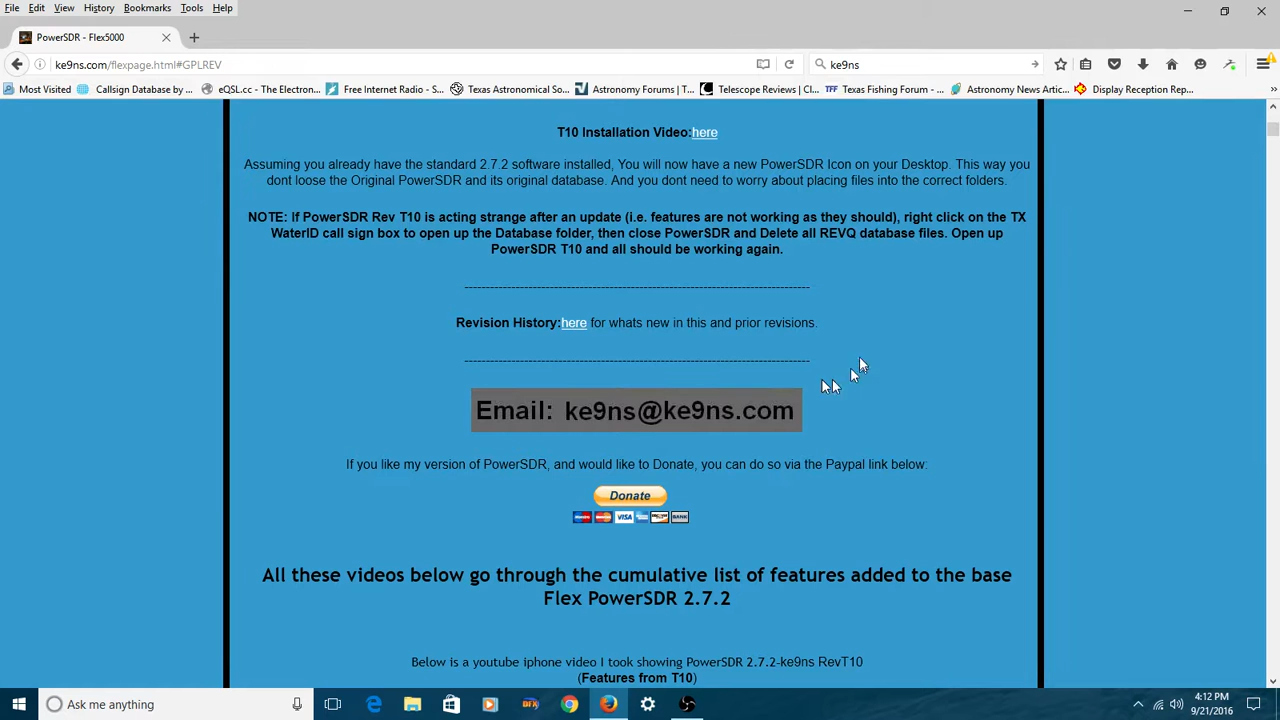 File Edit View History Bookmarks Tools Help
PowerSDR - Flex5000
ke9ns.com/flexpage.html#GPLREV
ke9ns
Most Visited Callsign Database by ... eQSL.cc - The Electron... Free Internet Radio - S... Texas Astronomical So... Astronomy Forums | T... Telescope Reviews | Cl... TFF Texas Fishing Forum - ... Astronomy News Artic... Display Reception Rep...
T10 Installation Video:here
Assuming you already have the standard 2.7.2 software installed, You will now have a new PowerSDR Icon on your Desktop. This way you
dont loose the Original PowerSDR and its original database. And you dont need to worry about placing files into the correct folders.
NOTE: If PowerSDR Rev T10 is acting strange after an update (i.e. features are not working as they should), right click on the TX
WaterID call sign box to open up the Database folder, then close PowerSDR and Delete all REVQ database files. Open up
PowerSDR T10 and all should be working again.
--------------------------------------------------------------------------------------
Revision History:here for whats new in this and prior revisions.
--------------------------------------------------------------------------------------
Email: ke9ns@ke9ns.com
If you like my version of PowerSDR, and would like to Donate, you can do so via the Paypal link below:
Donate
VISA BANK
All these videos below go through the cumulative list of features added to the base
Flex PowerSDR 2.7.2
Below is a youtube iphone video I took showing PowerSDR 2.7.2-ke9ns RevT10
(Features from T10)
Ask me anything
4:12 PM
9/21/2016